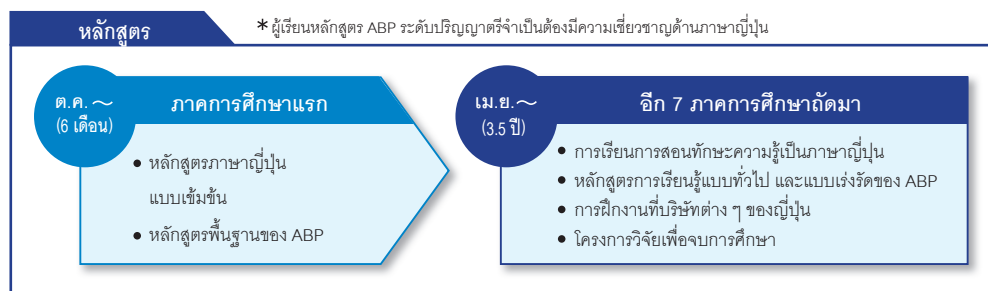 หลักสูตร
* ผู้เรียนหลักสูตร ABP ระดับปริญญาตรีจำเป็นต้องมีความเชี่ยวชาญด้านภาษาญี่ปุ่น
ต.ค.～
(6 เดือน)
ภาคการศึกษาแรก
● หลักสูตรภาษาญี่ปุ่น
แบบเข้มข้น
● หลักสูตรพื้นฐานของ ABP
เม.ย.～
(3.5 ปี)
อีก 7 ภาคการศึกษาถัดมา
● การเรียนการสอนทักษะความรู้เป็นภาษาญี่ปุ่น
● หลักสูตรการเรียนรู้แบบทั่วไป และแบบเร่งรัดของ ABP
● การฝึกงานที่บริษัทต่าง ๆ ของญี่ปุ่น
● โครงการวิจัยเพื่อจบการศึกษา